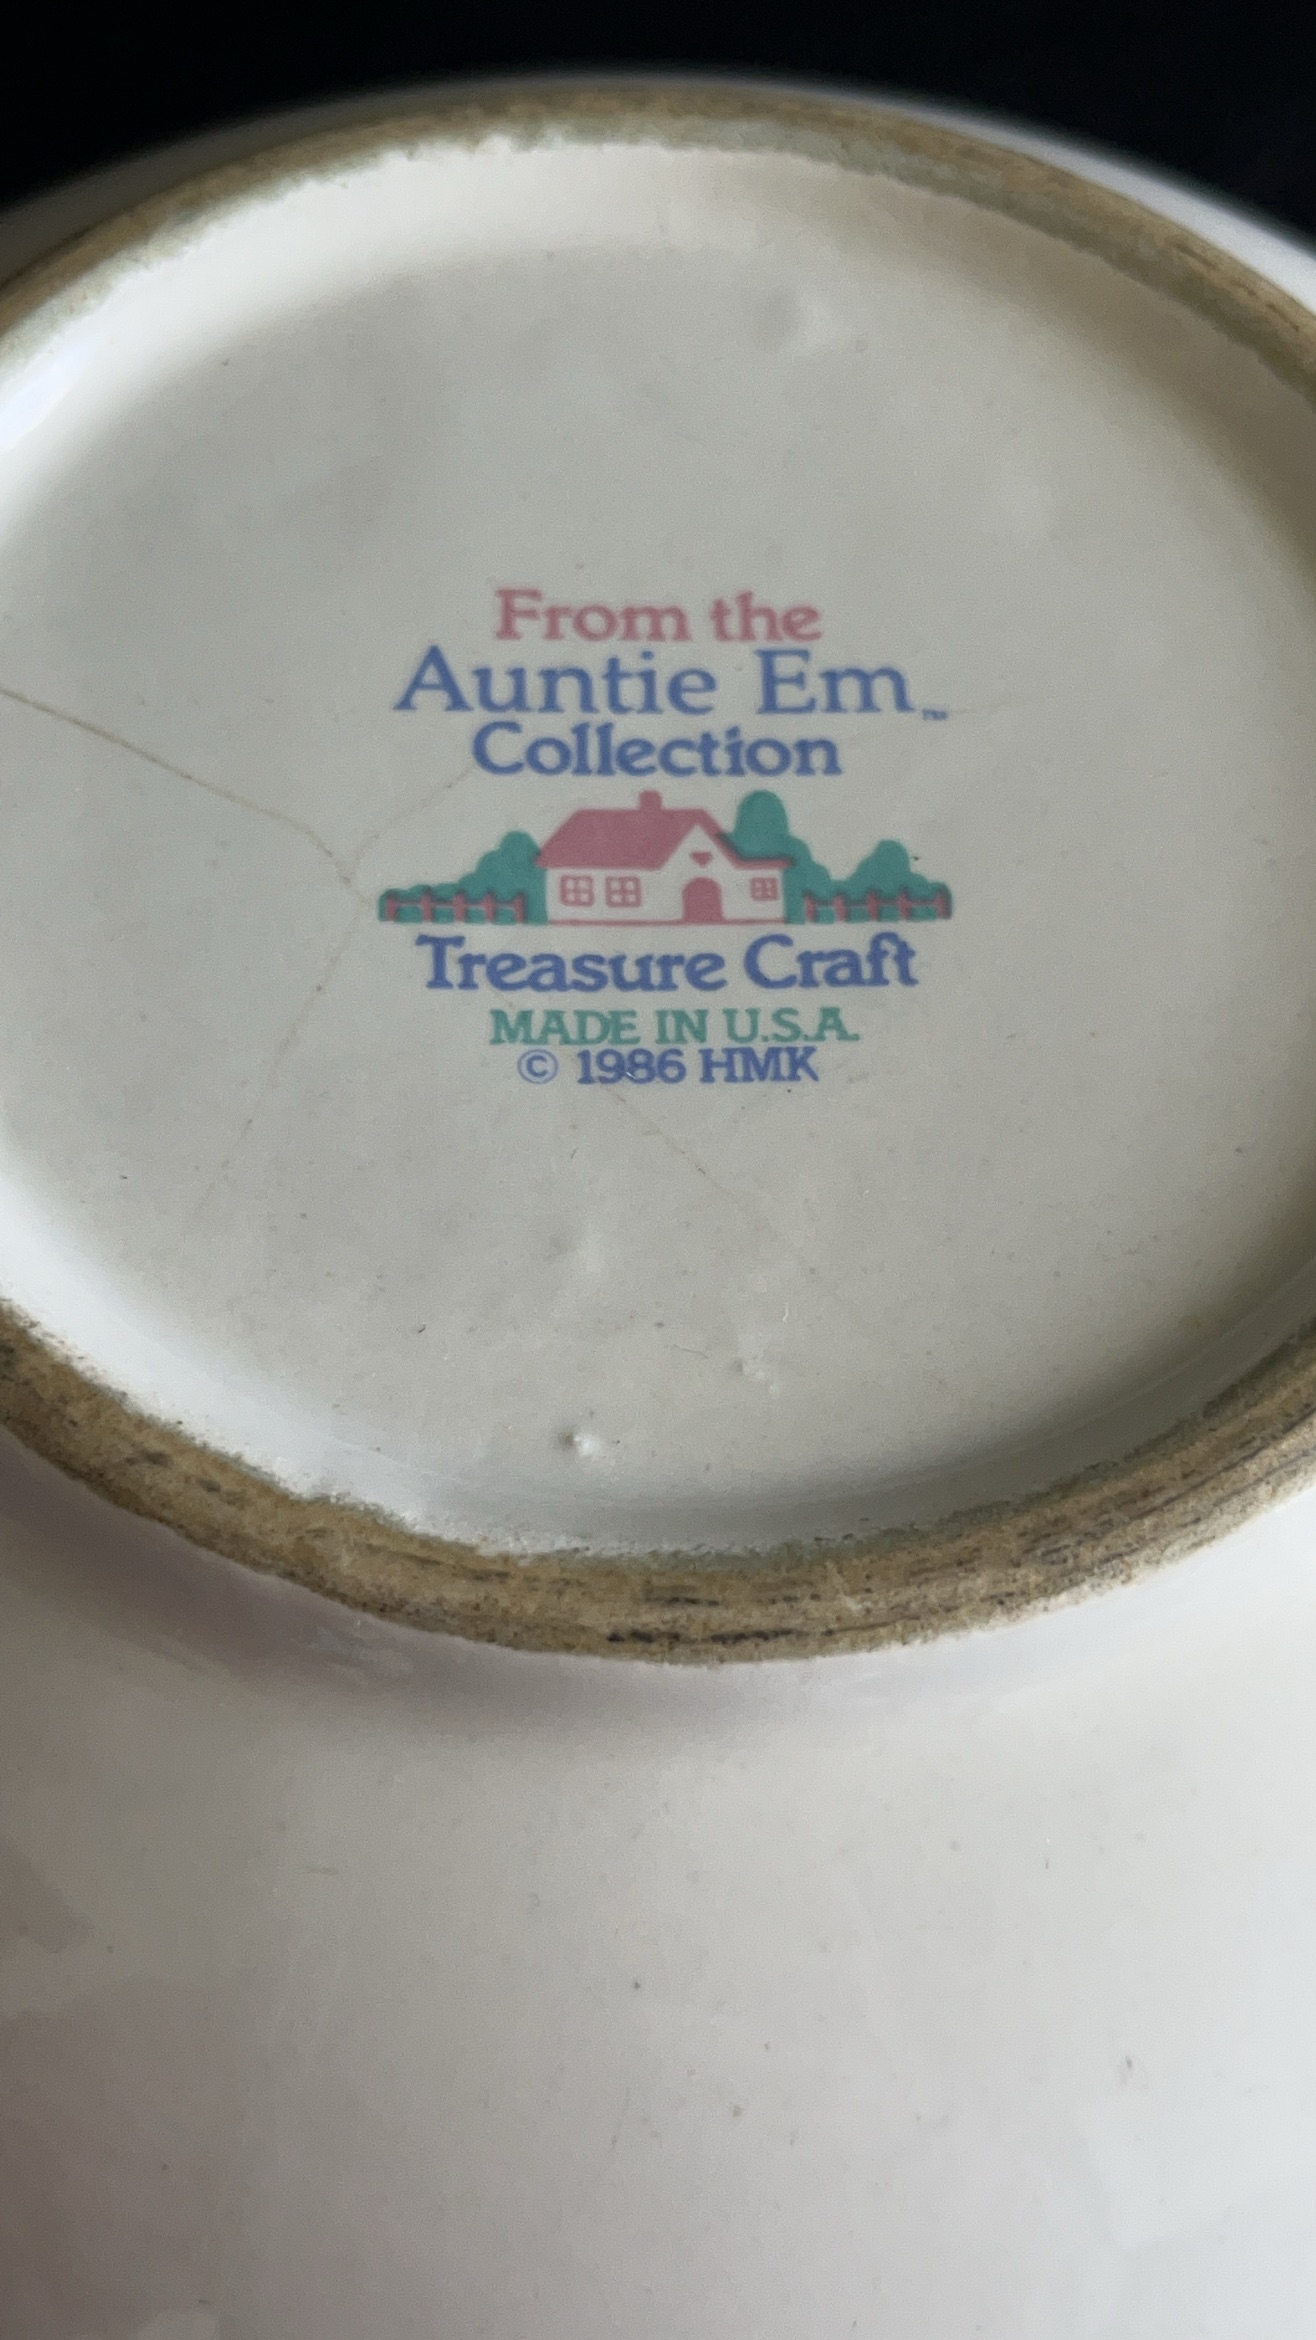 From the
Auntie Em™
Collection
Treasure Craft
MADE IN U.S.A.
© 1986 HMK